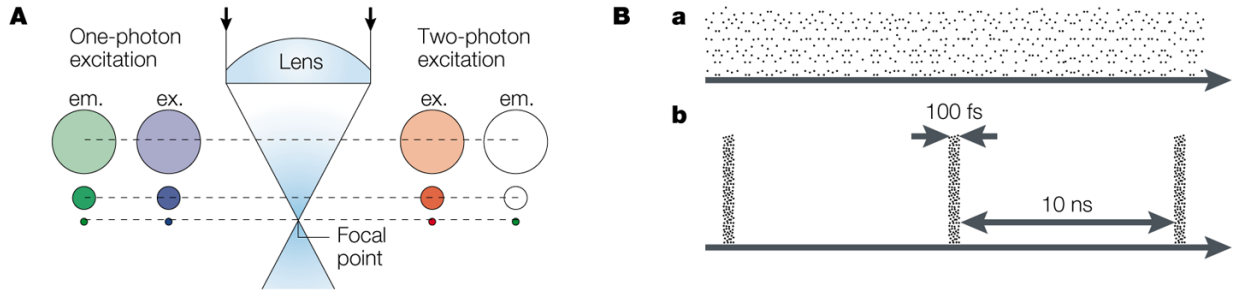 A
One-photon
excitation
em.
ex.
Lens
Two-photon
excitation
ex.
em.
Focal
point
B
a
b
100 fs
10 ns